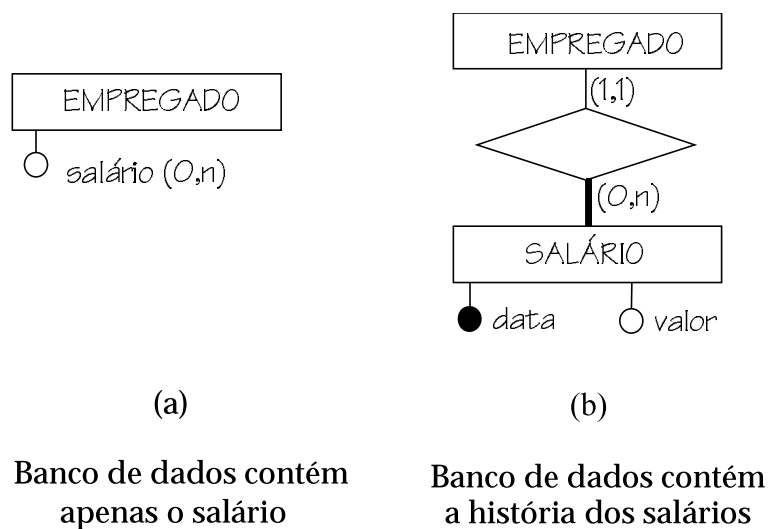 EMPREGADO
salário (0,n)
(a)
Banco de dados contém
apenas o salário
EMPREGADO
(1,1)
(0,n)
SALÁRIO
data
valor
(b)
Banco de dados contém
a história dos salários